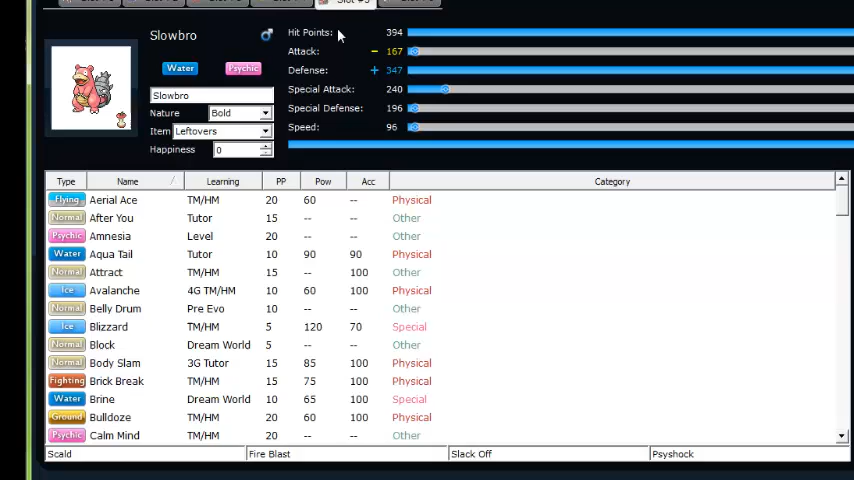 Slowbro
Water Psychic
Slowbro
Nature Bold
Item Leftovers
Happiness 0
Hit Points: 394
Attack: − 167
Defense: + 347
Special Attack: 240
Special Defense: 196
Speed: 96
Type Name Learning PP Pow Acc Category
Flying Aerial Ace TM/HM 20 60 -- Physical
Normal After You Tutor 15 -- -- Other
Psychic Amnesia Level 20 -- -- Other
Water Aqua Tail Tutor 10 90 90 Physical
Normal Attract TM/HM 15 -- 100 Other
Ice Avalanche 4G TM/HM 10 60 100 Physical
Normal Belly Drum Pre Evo 10 -- -- Other
Ice Blizzard TM/HM 5 120 70 Special
Normal Block Dream World 5 -- -- Other
Normal Body Slam 3G Tutor 15 85 100 Physical
Fighting Brick Break TM/HM 15 75 100 Physical
Water Brine Dream World 10 65 100 Special
Ground Bulldoze TM/HM 20 60 100 Physical
Psychic Calm Mind TM/HM 20 -- -- Other
Scald Fire Blast Slack Off Psyshock